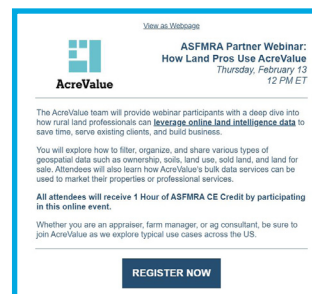 View as Webpage
AcreValue
ASFMRA Partner Webinar:
How Land Pros Use AcreValue
Thursday, February 13
12 PM ET
The AcreValue team will provide webinar participants with a deep dive into
how rural land professionals can leverage online land intelligence data to
save time, serve existing clients, and build business.
You will explore how to filter, organize, and share various types of
geospatial data such as ownership, soils, land use, sold land, and land for
sale. Attendees will also learn how AcreValue's bulk data services can be
used to market their properties or professional services.
All attendees will receive 1 Hour of ASFMRA CE Credit by participating
in this online event.
Whether you are an appraiser, farm manager, or ag consultant, be sure to
join AcreValue as we explore typical use cases across the US.
REGISTER NOW